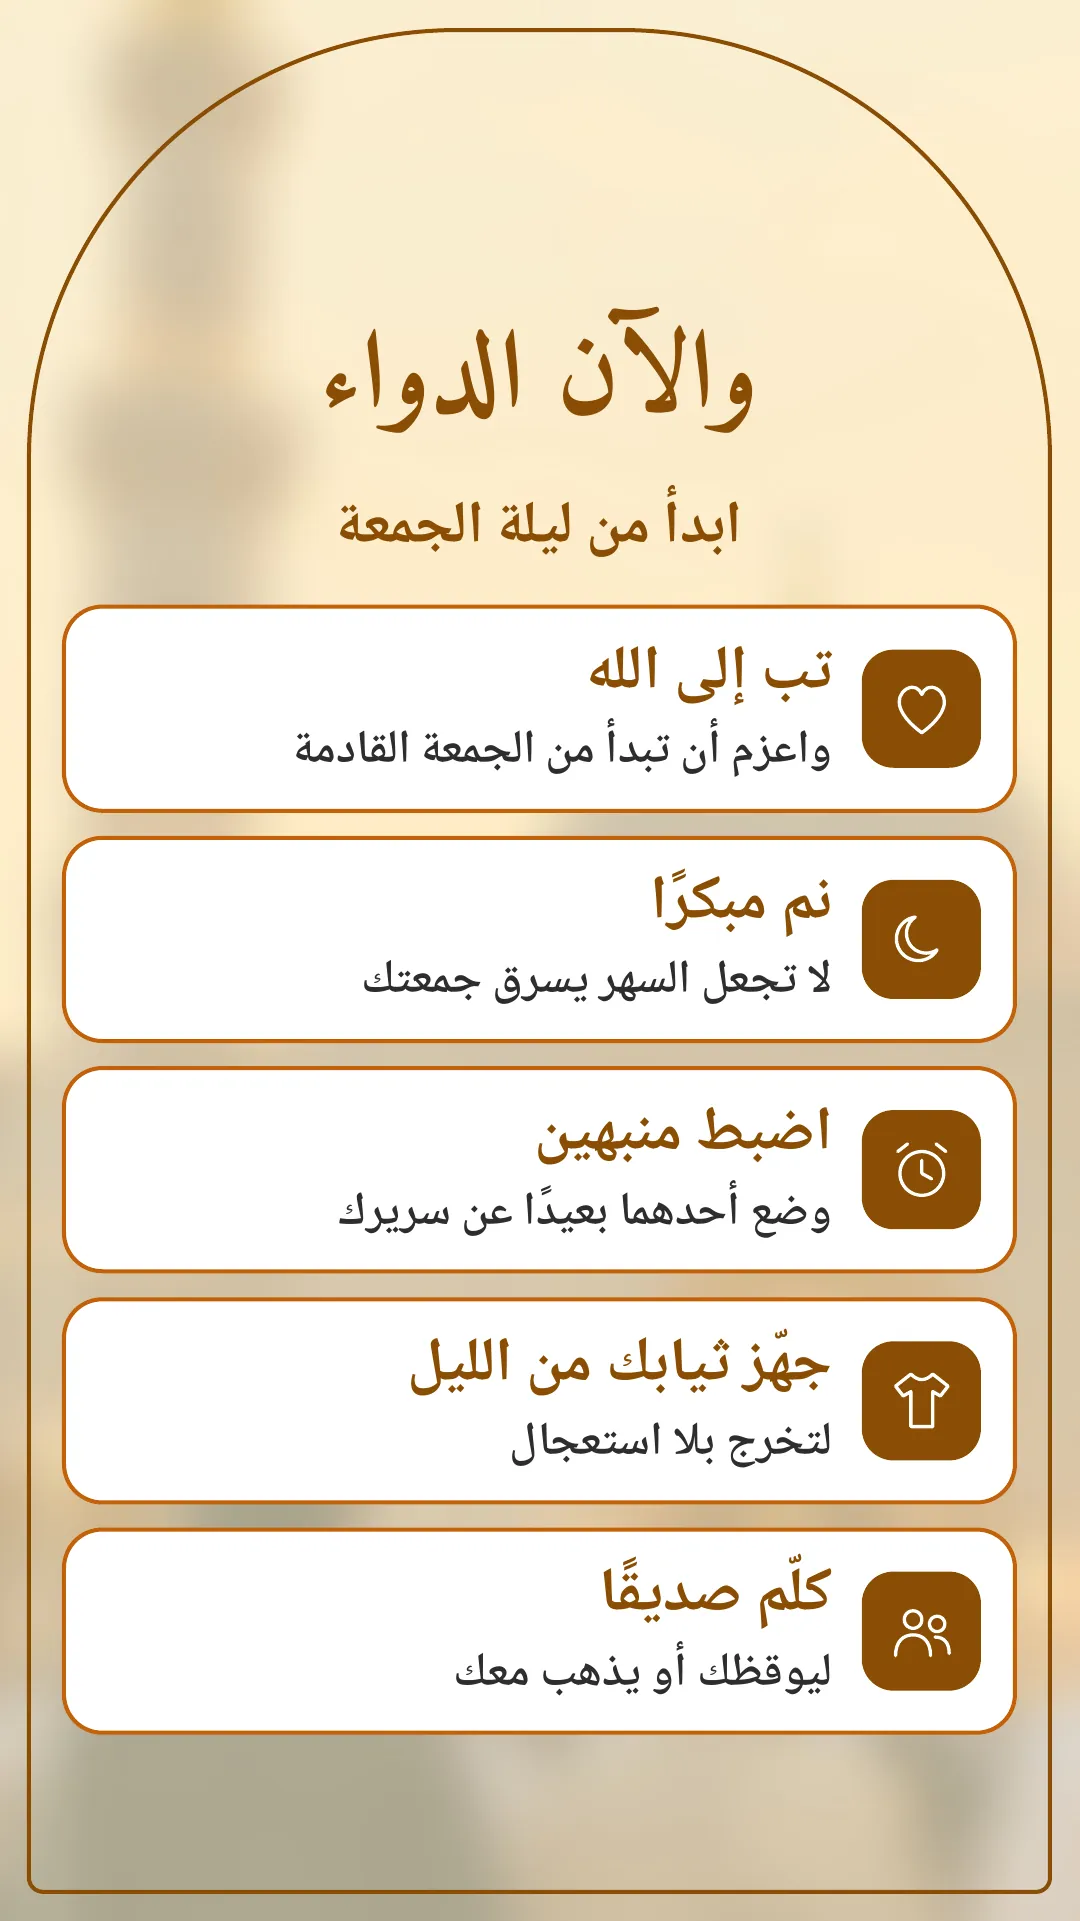 والآن الدواء
ابدأ من ليلة الجمعة
تب إلى الله
واعزم أن تبدأ من الجمعة القادمة
نم مبكرًا
لا تجعل السهر يسرق جمعتك
اضبط منبهين
وضع أحدهما بعيدًا عن سريرك
جهّز ثيابك من الليل
لتخرج بلا استعجال
كلّم صديقًا
ليوقظك أو يذهب معك